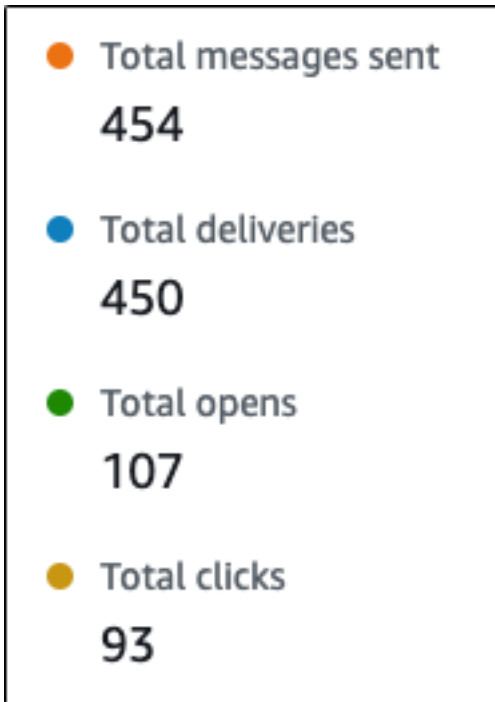 Total messages sent
454
Total deliveries
450
Total opens
107
Total clicks
93